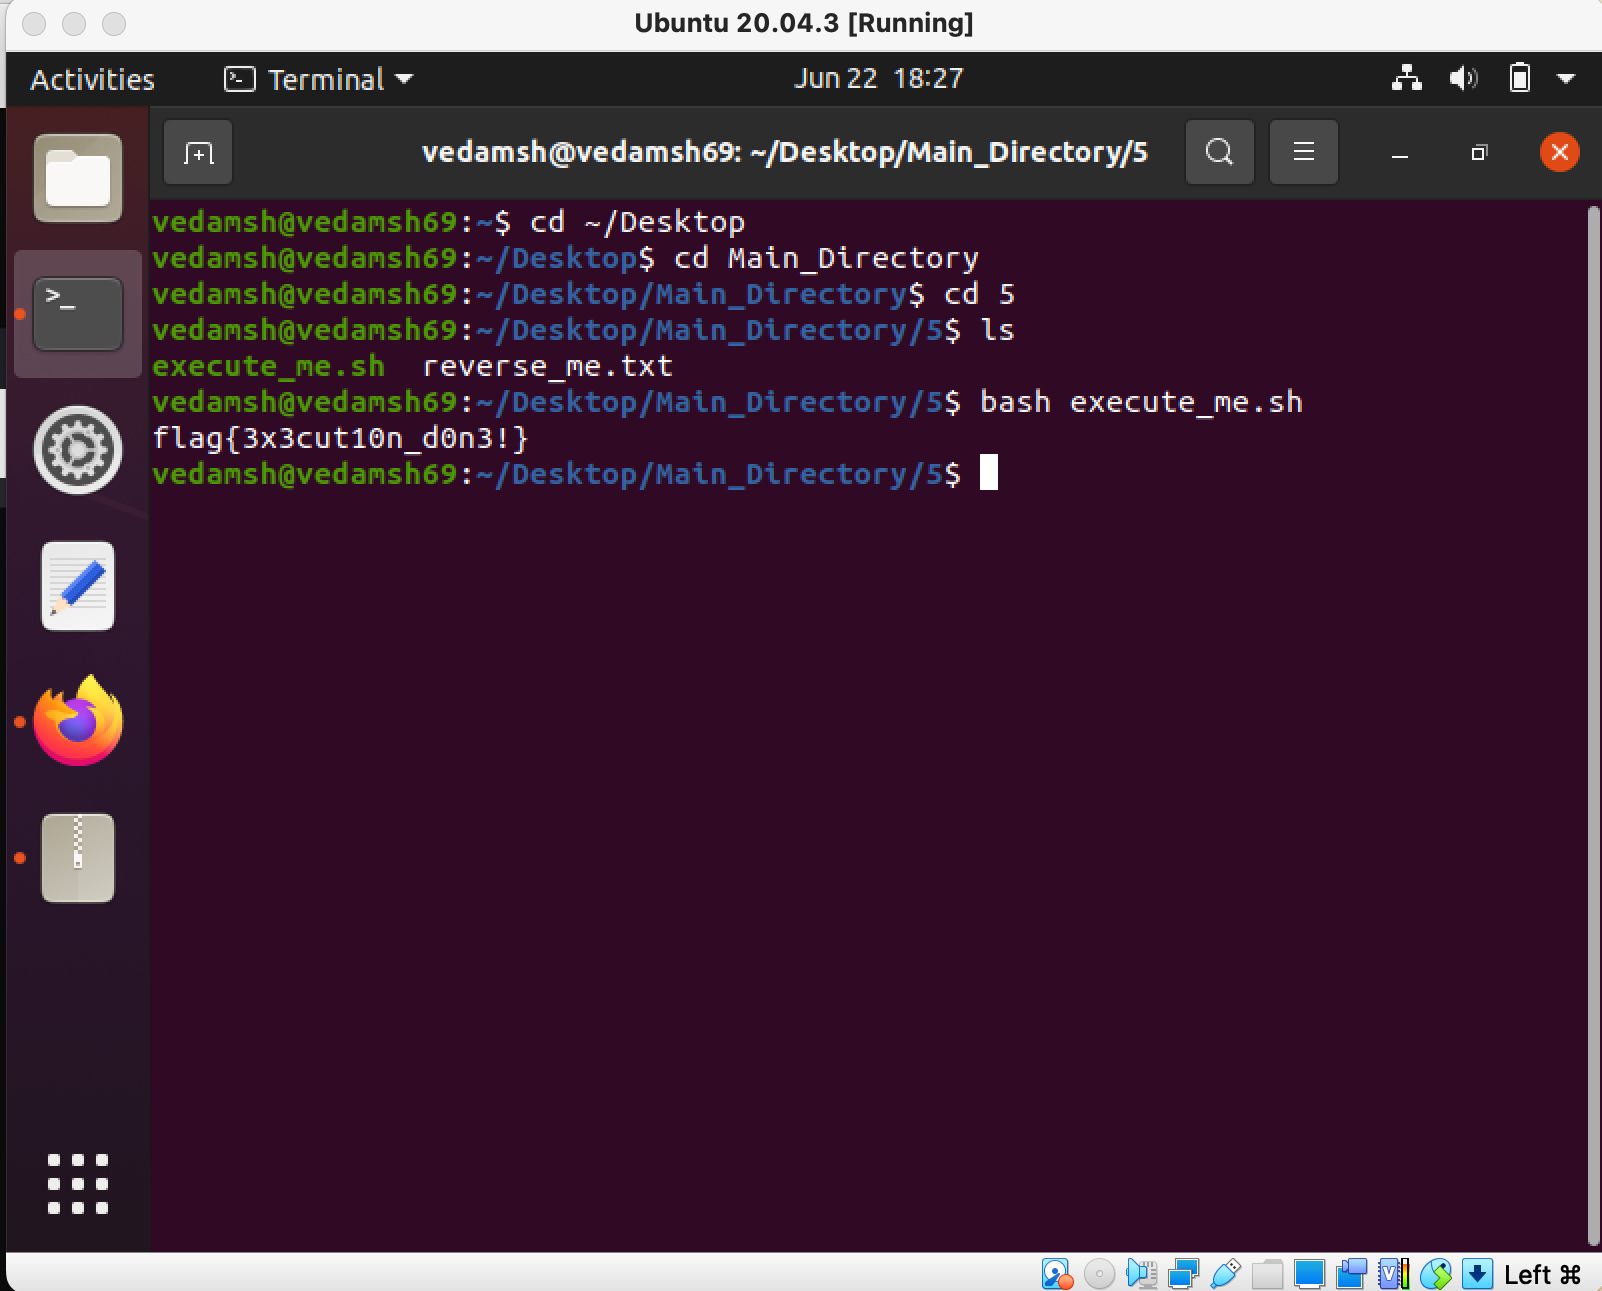 Ubuntu 20.04.3 [Running]
Activities Terminal Jun 22 18:27
vedamsh@vedamsh69: ~/Desktop/Main_Directory/5
vedamsh@vedamsh69:~$ cd ~/Desktop
vedamsh@vedamsh69:~/Desktop$ cd Main_Directory
vedamsh@vedamsh69:~/Desktop/Main_Directory$ cd 5
vedamsh@vedamsh69:~/Desktop/Main_Directory/5$ ls
execute_me.sh  reverse_me.txt
vedamsh@vedamsh69:~/Desktop/Main_Directory/5$ bash execute_me.sh
flag{3x3cut10n_d0n3!}
vedamsh@vedamsh69:~/Desktop/Main_Directory/5$
Left ⌘